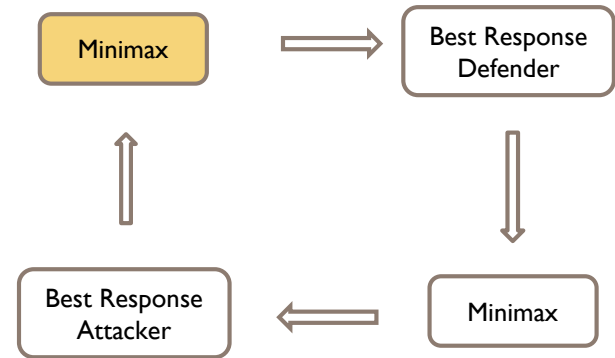 Minimax
Best Response
Defender
Best Response
Attacker
Minimax